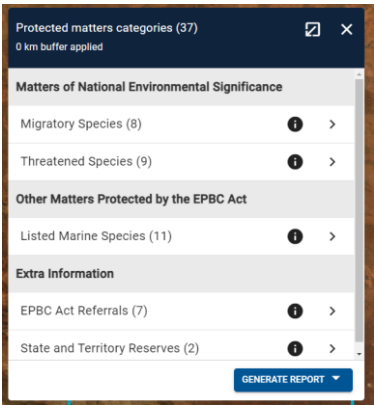 Protected matters categories (37)
0 km buffer applied
Matters of National Environmental Significance
Migratory Species (8)
Threatened Species (9)
Other Matters Protected by the EPBC Act
Listed Marine Species (11)
Extra Information
EPBC Act Referrals (7)
State and Territory Reserves (2)
GENERATE REPORT